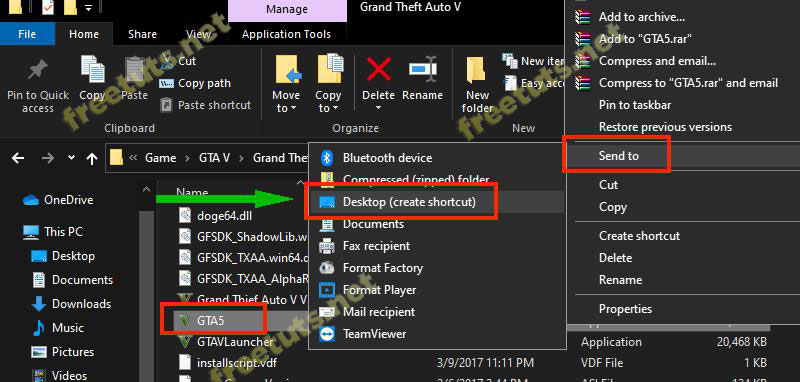 Manage
Grand Theft Auto V
File
Home
Share
View
Application Tools
Pin to Quick access
Copy
Paste
Cut
Copy path
Paste shortcut
Clipboard
Move to
Copy to
Delete
Rename
Organize
New folder
New item
Easy access
New
Game > GTA V > Grand Theft
OneDrive
This PC
Desktop
Documents
Downloads
Music
Pictures
Videos
Name
doge64.dll
GFSDK_ShadowLib.w
GFSDK_TXAA.win64.d
GFSDK_TXAA_AlphaR
Grand Thief Auto V V
GTA5
GTAVLauncher
installscript.vdf
3/9/2017 11:11 PM
Application
20,468 KB
VDF File
1 KB
Bluetooth device
Compressed (zipped) folder
Desktop (create shortcut)
Documents
Fax recipient
Format Factory
Format Player
Mail recipient
TeamViewer
Add to archive...
Add to "GTA5.rar"
Compress and email...
Compress to "GTA5.rar" and email
Pin to taskbar
Restore previous versions
Send to
Cut
Copy
Create shortcut
Delete
Rename
Properties
freetuts.net
freetuts.net
freetuts.net